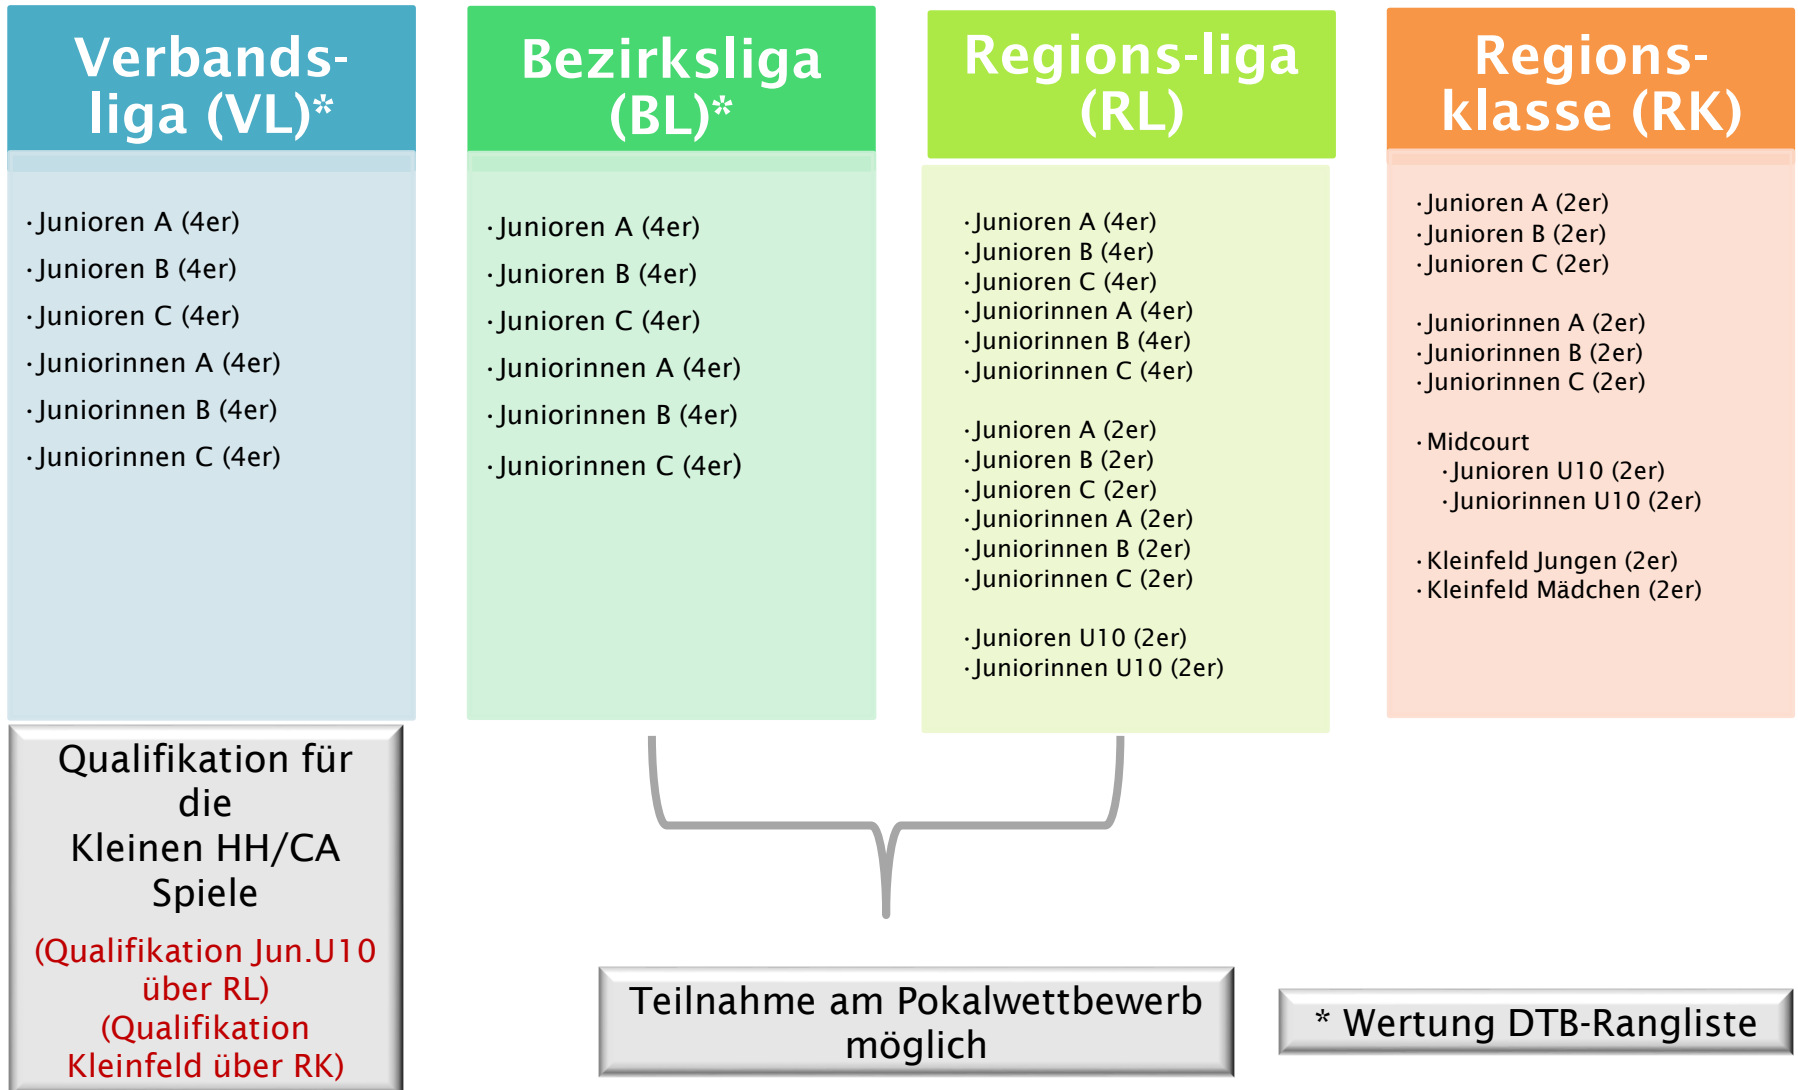 Verbands-
liga (VL)*
·Junioren A (4er)
·Junioren B (4er)
·Junioren C (4er)
·Juniorinnen A (4er)
·Juniorinnen B (4er)
·Juniorinnen C (4er)
Qualifikation für
die
Kleinen HH/CA
Spiele
(Qualifikation Jun.U10
über RL)
(Qualifikation
Kleinfeld über RK)
Bezirksliga
(BL)*
·Junioren A (4er)
·Junioren B (4er)
·Junioren C (4er)
·Juniorinnen A (4er)
·Juniorinnen B (4er)
·Juniorinnen C (4er)
Regions-liga
(RL)
·Junioren A (4er)
·Junioren B (4er)
·Junioren C (4er)
·Juniorinnen A (4er)
·Juniorinnen B (4er)
·Juniorinnen C (4er)
·Junioren A (2er)
·Junioren B (2er)
·Junioren C (2er)
·Juniorinnen A (2er)
·Juniorinnen B (2er)
·Juniorinnen C (2er)
·Junioren U10 (2er)
·Juniorinnen U10 (2er)
Regions-
klasse (RK)
·Junioren A (2er)
·Junioren B (2er)
·Junioren C (2er)
·Juniorinnen A (2er)
·Juniorinnen B (2er)
·Juniorinnen C (2er)
·Midcourt
·Junioren U10 (2er)
·Juniorinnen U10 (2er)
·Kleinfeld Jungen (2er)
·Kleinfeld Mädchen (2er)
Teilnahme am Pokalwettbewerb
möglich
* Wertung DTB-Rangliste